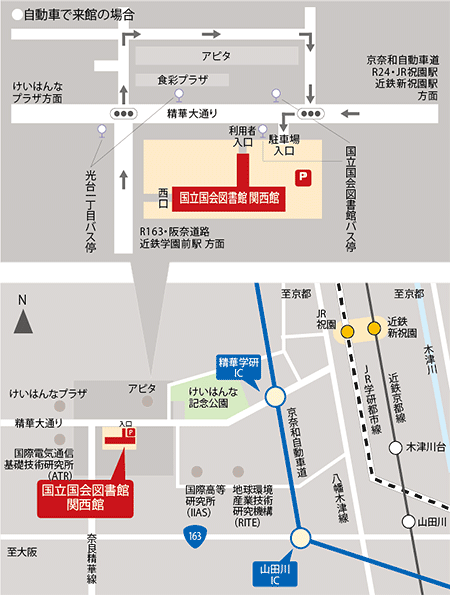 ●自動車で来館の場合
アピタ
食彩プラザ
京奈和自動車道
R24・JR祝園駅
近鉄新祝園駅
方面
けいはんな
プラザ方面
精華大通り
利用者
入口
駐車場
入口
国立国会図書館バス停
光台一丁目バス停
西口
国立国会図書館 関西館
P
R163・阪奈道路
近鉄学園前駅 方面
N
至京都
至京都
JR
祝園
近鉄
新祝園
木津川
精華学研
IC
けいはんなプラザ
アピタ
けいはんな
記念公園
精華大通り
入口
P
国際電気通信
基礎技術研究所
(ATR)
国立国会図書館
関西館
京奈和自動車道
JR学研都市線
近鉄京都線
木津川台
八幡木津線
国際高等
研究所
(IIAS)
地球環境
産業技術
研究機構
(RITE)
山田川
163
至大阪
奈良精華線
山田川
IC